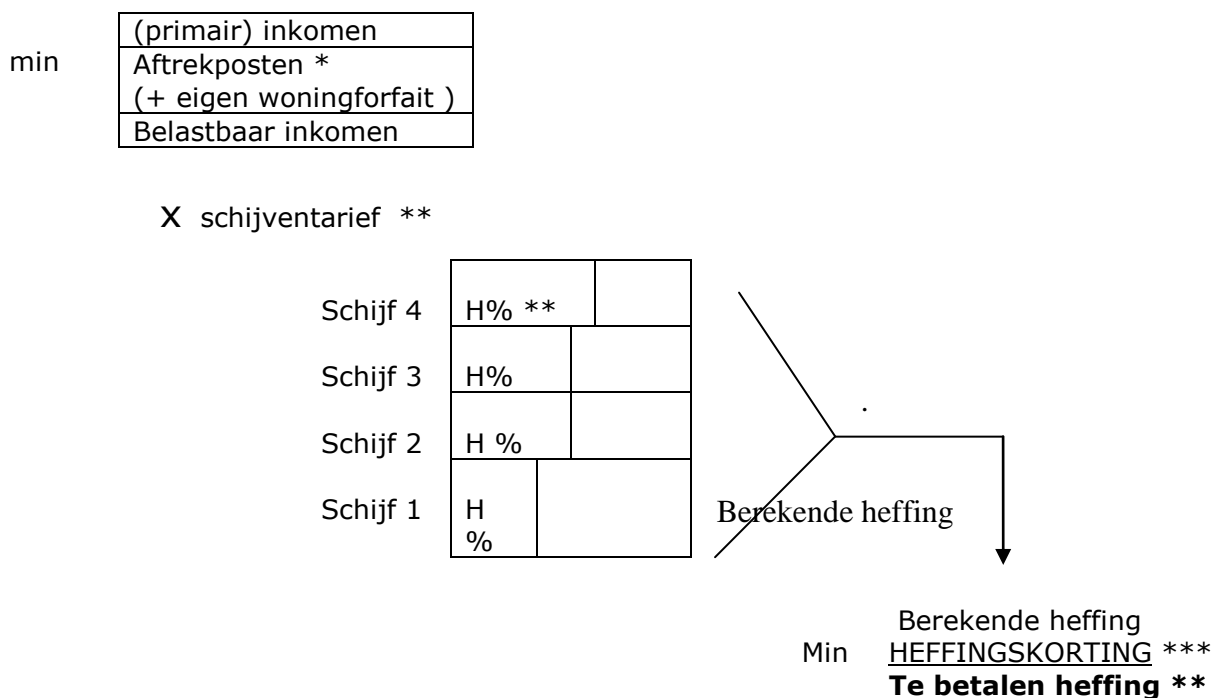 (primair) inkomen
min Aftrekposten *
(+ eigen woningforfait )
Belastbaar inkomen
X schijventarief **
Schijf 4 H% **
Schijf 3 H%
.
Schijf 2 H %
Schijf 1 H
%
Berekende heffing
Berekende heffing
Min HEFFINGSKORTING ***
Te betalen heffing **